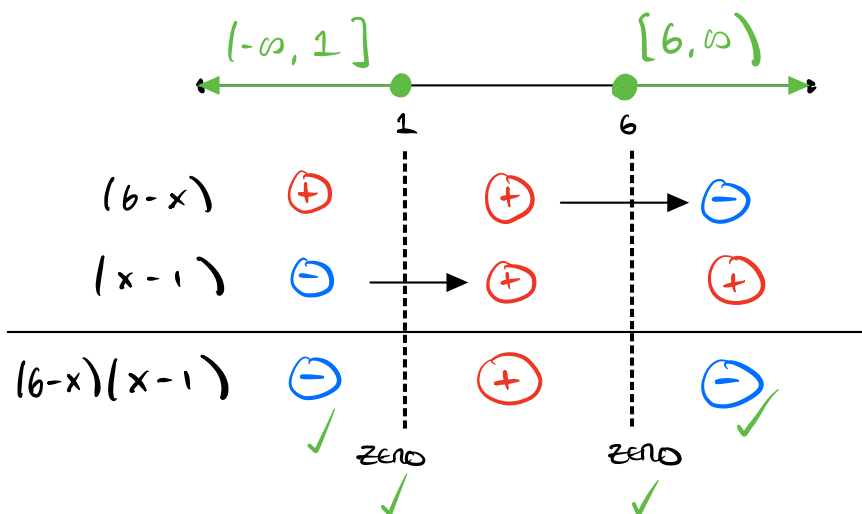 (-∞, 1] [6, ∞)
1 6
(6-x) + + → -
(x-1) - → + +
(6-x)(x-1) - + -
✓ ✓
ZERO ZERO
✓ ✓